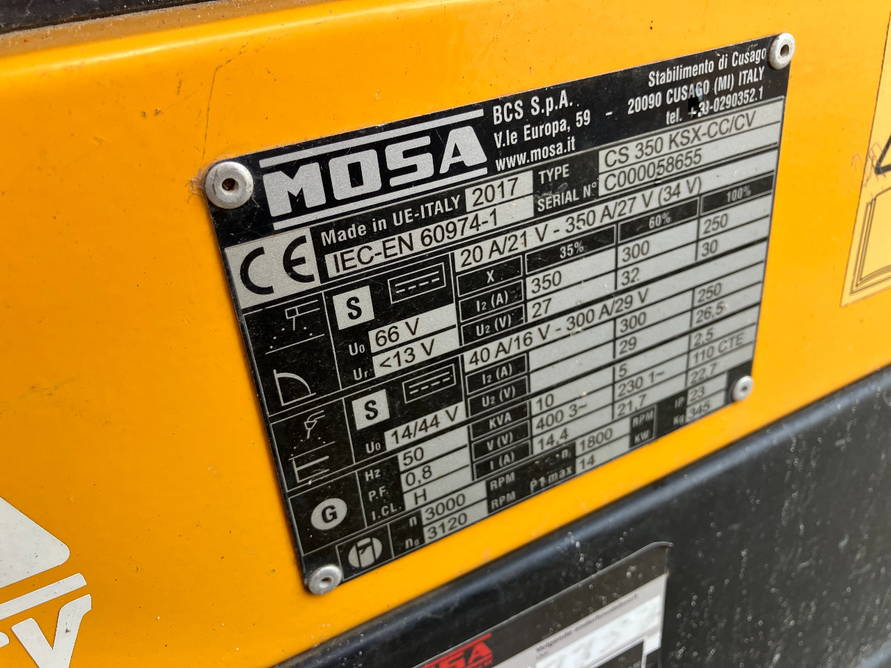 MOSA
BCS S.p.A.
V.le Europa, 59 -
www.mosa.it
Stabilimento di Cusago
20090 CUSAGO (MI) ITALY
tel. +39-0290352.1
Made in UE-ITALY 2017
TYPE CS 350 KSX-CC/CV
SERIAL N° C000058655
CE IEC-EN 60974-1
20 A/21 V - 350 A/27 V (34 V)
S X 35% 60% 100%
I2 (A) 350 300 250
U0 66 V U2 (V) 27 32 30
Ur <13 V 40 A/16 V - 300 A/29 V
S I2 (A) 300 250
U2 (V) 29 26,5
U0 14/44 V KVA 10 5 2,5
Hz 50 V (V) 400 3~ 230 1~ 110 CTE
P.F. 0,8 I (A) 14,4 21,7 22,7
G I.CL. H IP 23
n 3000 RPM 1800 RPM Kg 345
n0 3120 RPM P1 max 14 KW
MOSA